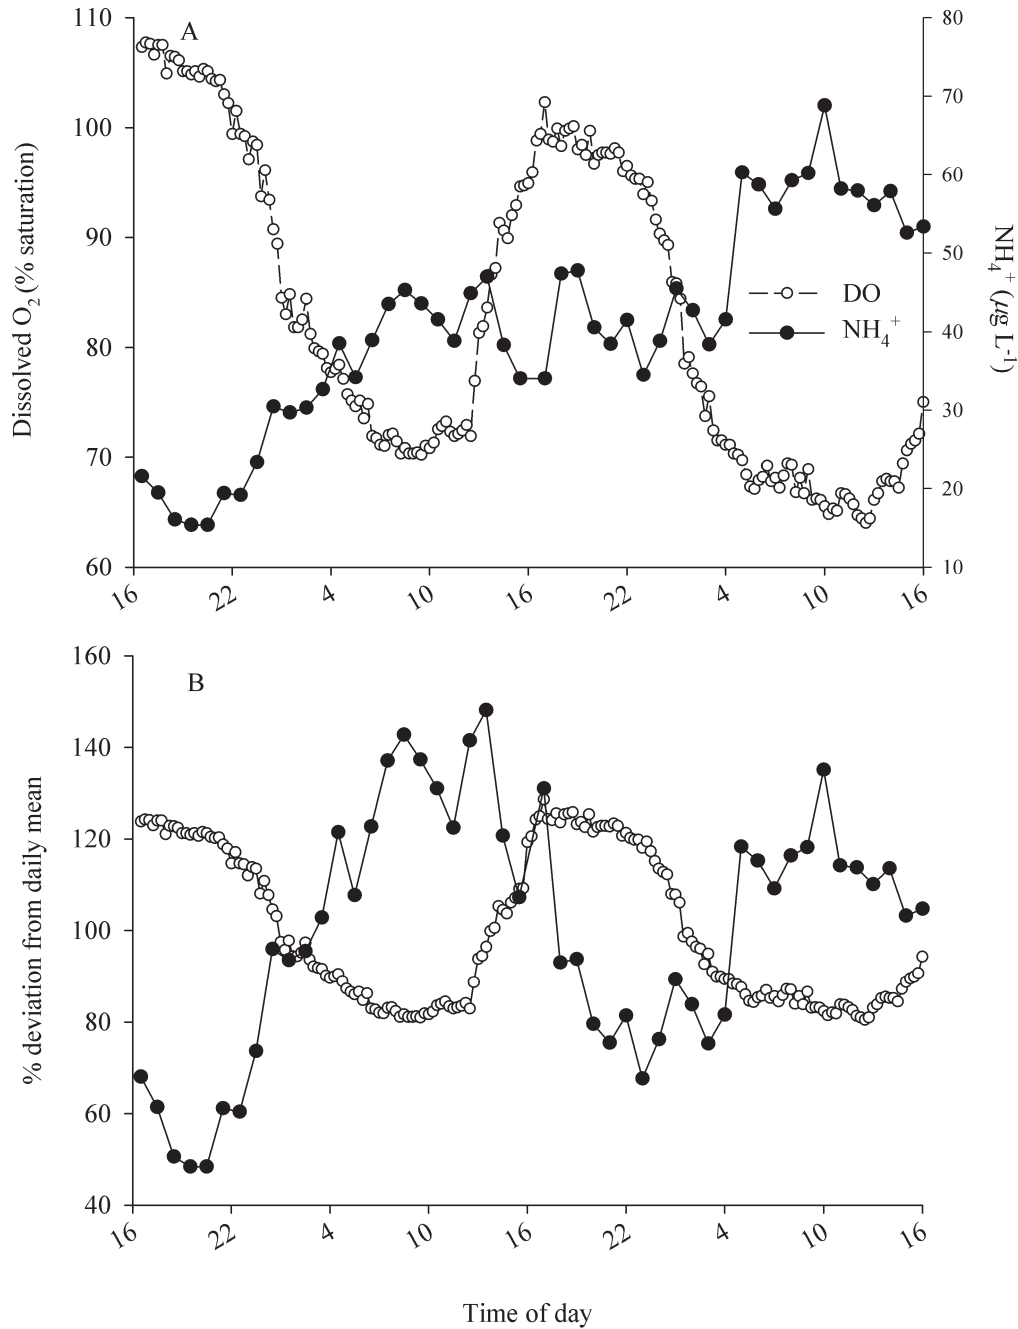 110
100
90
80
70
60
Dissolved O2 (% saturation)
A
80
70
60
50
40
30
20
10
NH4+ (µg L-1)
DO
NH4+
16 22 4 10 16 22 4 10 16
160
140
120
100
80
60
40
% deviation from daily mean
B
16 22 4 10 16 22 4 10 16
Time of day